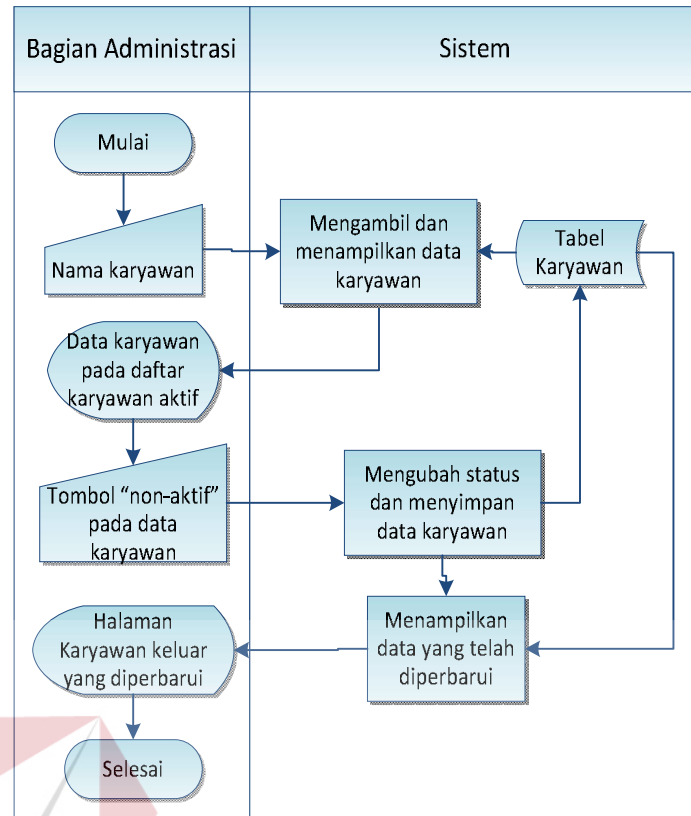 Bagian Administrasi
Sistem
Mulai
Nama karyawan
Mengambil dan
menampilkan data
karyawan
Tabel
Karyawan
Data karyawan
pada daftar
karyawan aktif
Tombol “non-aktif”
pada data
karyawan
Mengubah status
dan menyimpan
data karyawan
Halaman
Karyawan keluar
yang diperbarui
Menampilkan
data yang telah
diperbarui
Selesai